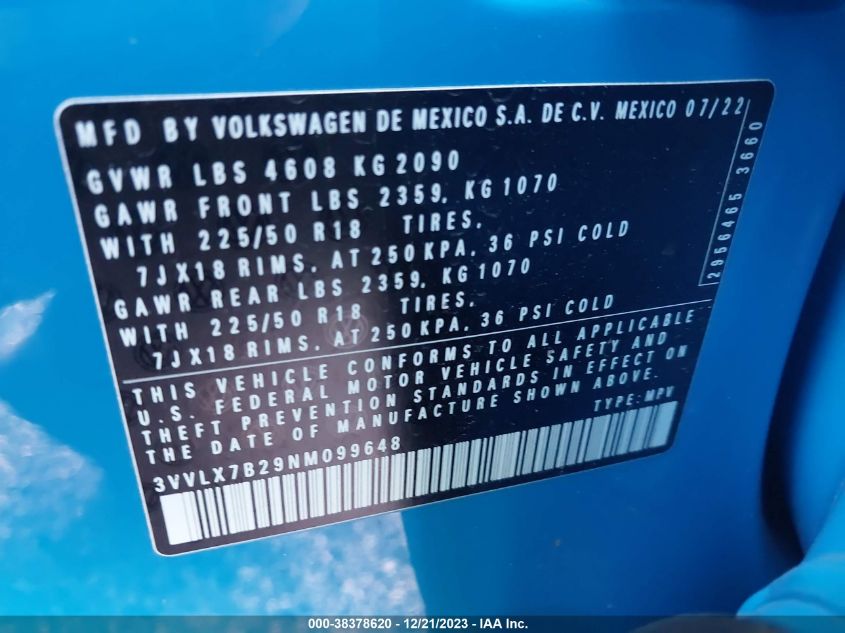 MFD BY VOLKSWAGEN DE MEXICO S.A. DE C.V. MEXICO 07/22
GVWR LBS 4608 KG 2090
GAWR FRONT LBS 2359, KG 1070
WITH 225/50 R18 TIRES,
7JX18 RIMS, AT 250 KPA, 36 PSI COLD
GAWR REAR LBS 2359, KG 1070
WITH 225/50 R18 TIRES,
7JX18 RIMS, AT 250 KPA, 36 PSI COLD
THIS VEHICLE CONFORMS TO ALL APPLICABLE
U.S. FEDERAL MOTOR VEHICLE SAFETY AND
THEFT PREVENTION STANDARDS IN EFFECT ON
THE DATE OF MANUFACTURE SHOWN ABOVE.
TYPE: MPV
3VVLX7B29NM099648
2956465 3660
000-38378620 - 12/21/2023 - IAA Inc.